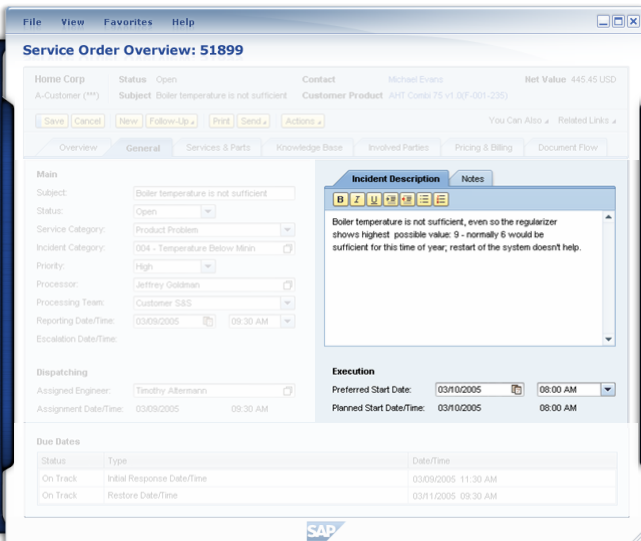 File View Favorites Help
Service Order Overview: 51899
Home Corp Status Open Contact Michael Evans Net Value 445.45 USD
A-Customer (***) Subject Boiler temperature is not sufficient Customer Product AHT Combi 75 v1.0(F-001-235)
Save Cancel New Follow-Up Print Send Actions You Can Also Related Links
Overview General Services & Parts Knowledge Base Involved Parties Pricing & Billing Document Flow
Main
Subject: Boiler temperature is not sufficient
Status: Open
Service Category: Product Problem
Incident Category: 004 - Temperature Below Minin
Priority: High
Processor: Jeffrey Goldman
Processing Team: Customer S&S
Reporting Date/Time: 03/09/2005 09:30 AM
Escalation Date/Time:
Dispatching
Assigned Engineer: Timothy Altermann
Assignment Date/Time: 03/09/2005 09:30 AM
Incident Description Notes
B I U
Boiler temperature is not sufficient, even so the regularizer
shows highest possible value: 9 - normally 6 would be
sufficient for this time of year; restart of the system doesn't help.
Execution
Preferred Start Date: 03/10/2005 08:00 AM
Planned Start Date/Time: 03/10/2005 08:00 AM
Due Dates
Status Type Date/Time
On Track Initial Response Date/Time 03/09/2005 11:30 AM
On Track Restore Date/Time 03/11/2005 09:30 AM
SAP